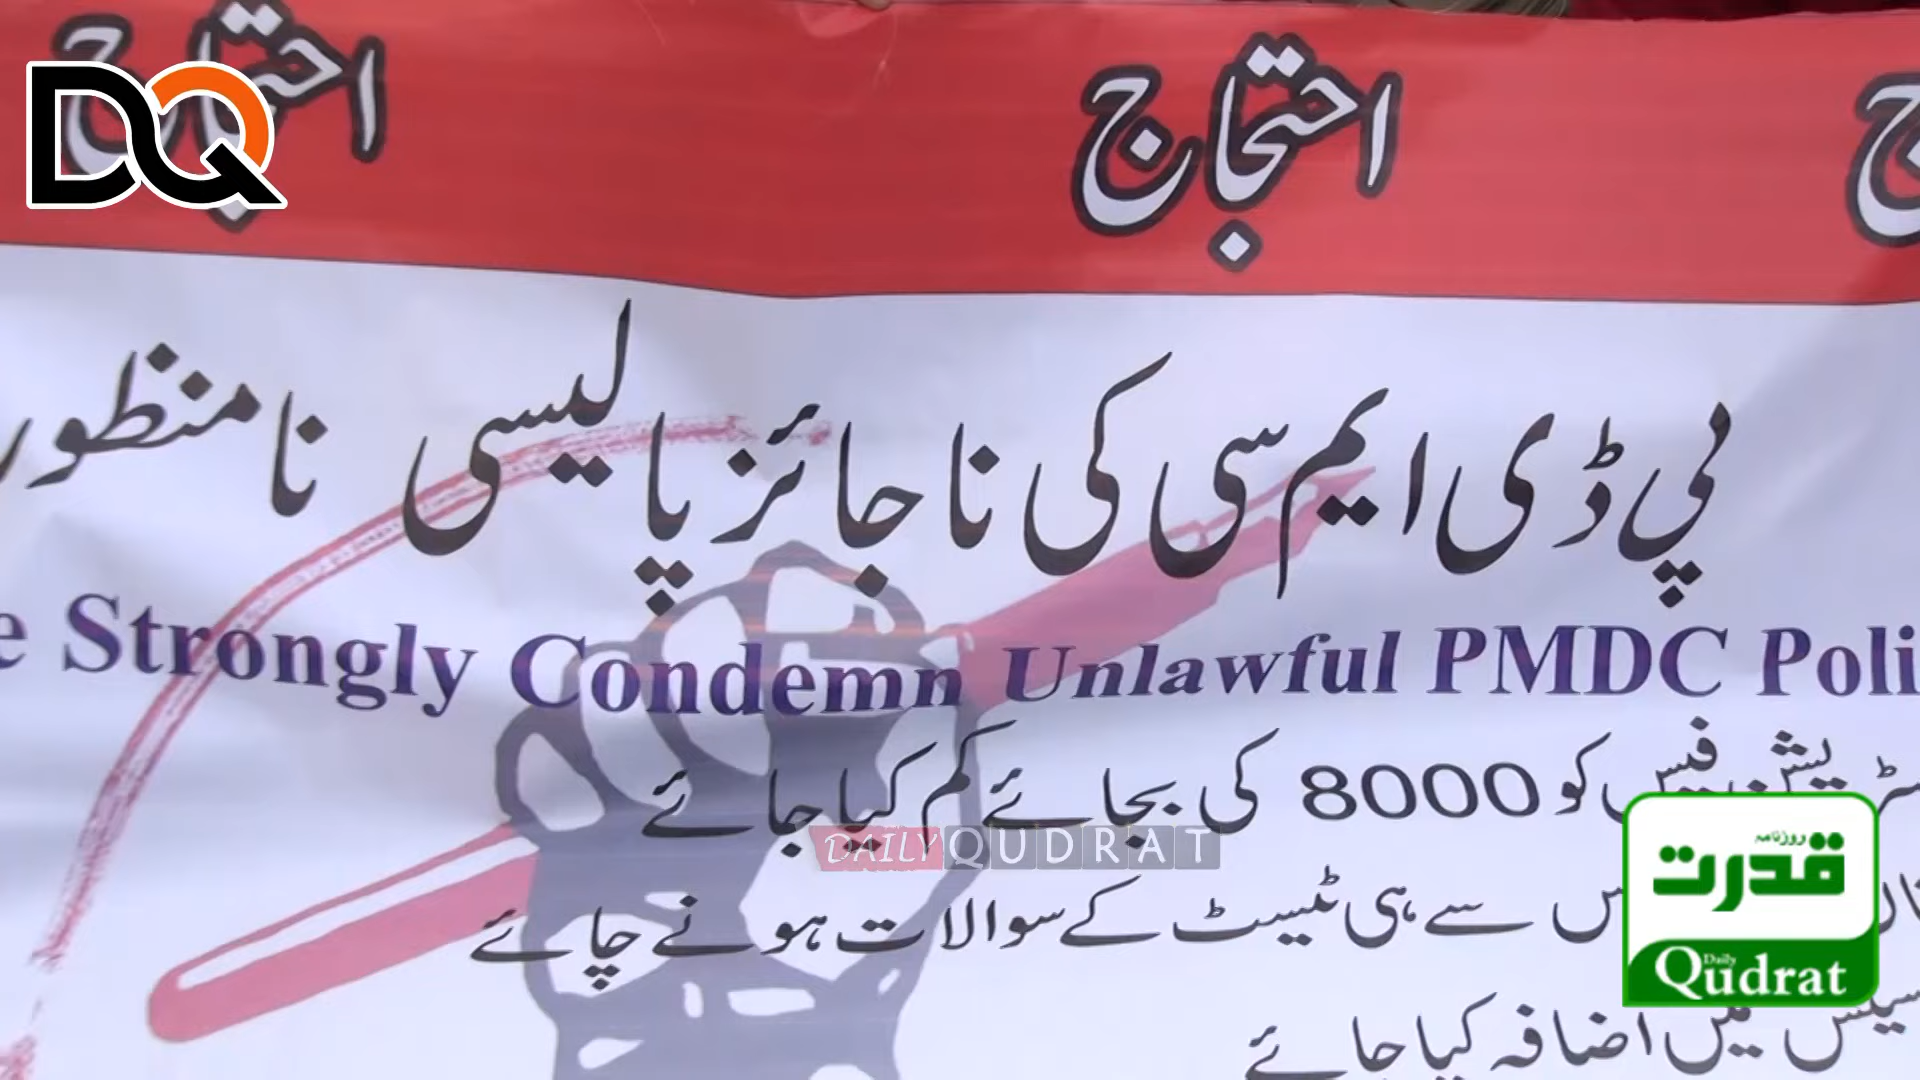 احتجاج احتجاج
پی ڈی ایم سی کی ناجائز پالیسی نامنظور
Strongly Condemn Unlawful PMDC
فیس کو 8000 کی بجائے کم کیا جائے
سے ہی ٹیسٹ کے سوالات ہونے چاہئے
میں اضافہ کیا جائے
DQ
DAILY QUDRAT
روزنامہ
قدرت
Daily
Qudrat